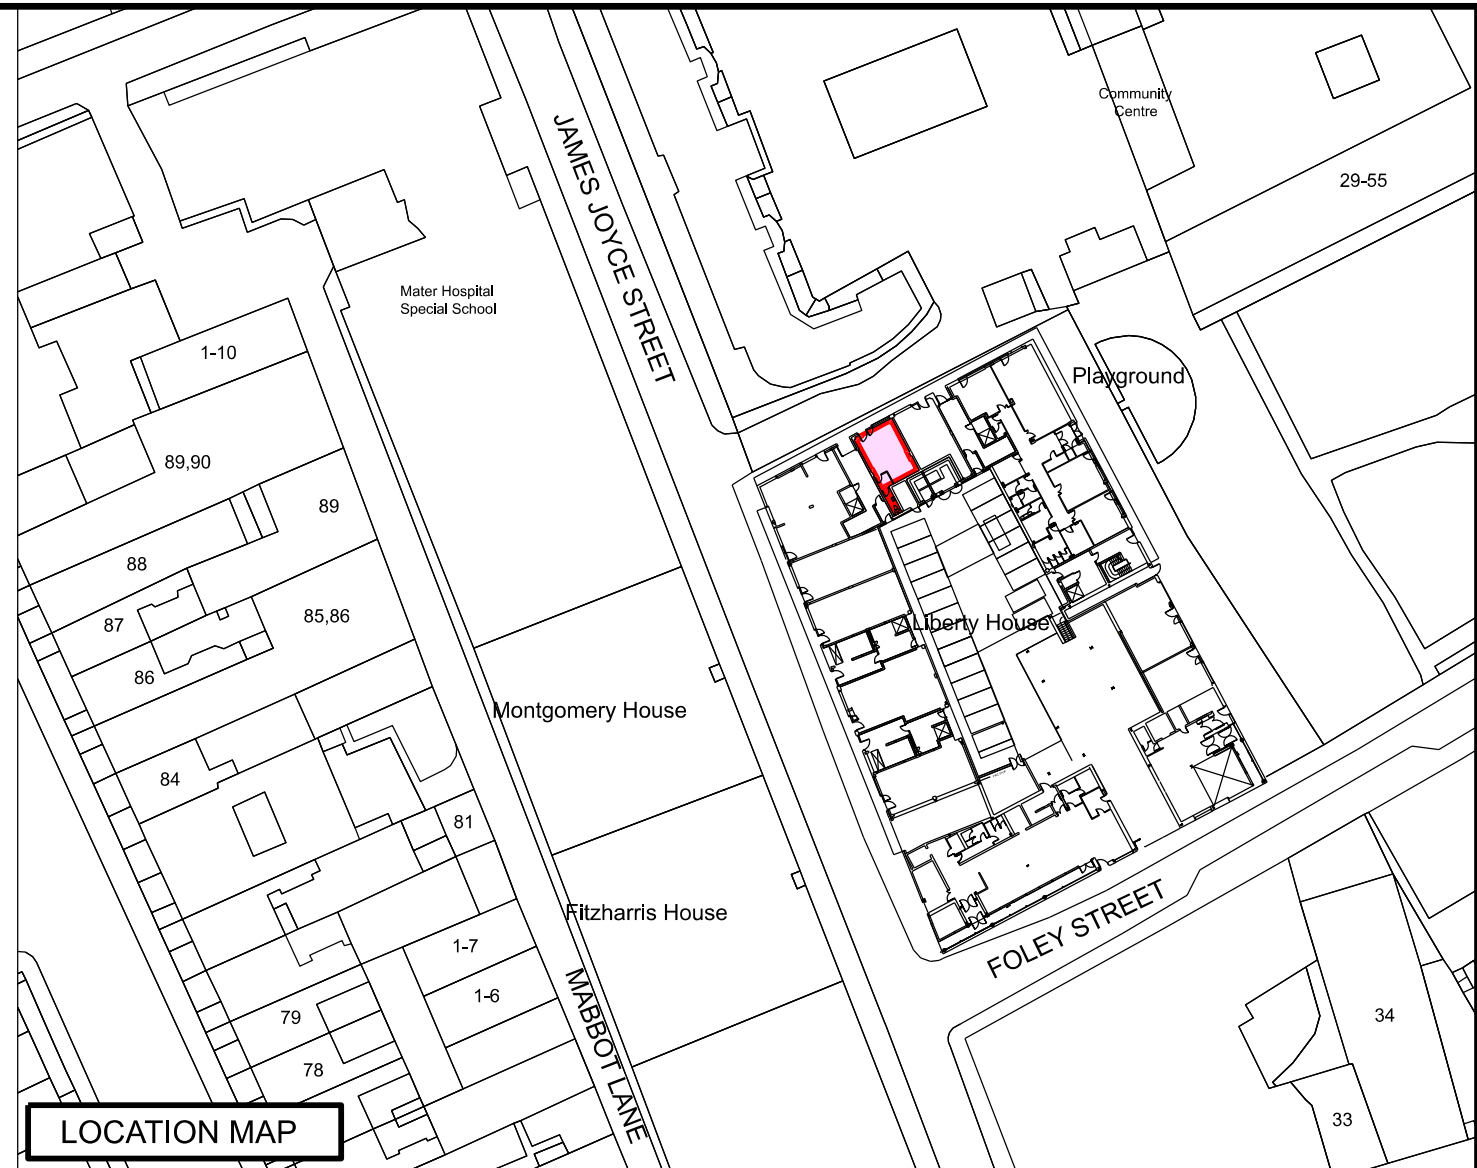 Community
Centre
29-55
JAMES JOYCE STREET
Mater Hospital
Special School
1-10
Playground
89,90
89
88
87
85,86
Liberty House
86
Montgomery House
84
81
Fitzharris House
FOLEY STREET
1-7
1-6
MABBOT LANE
79
34
78
33
LOCATION MAP